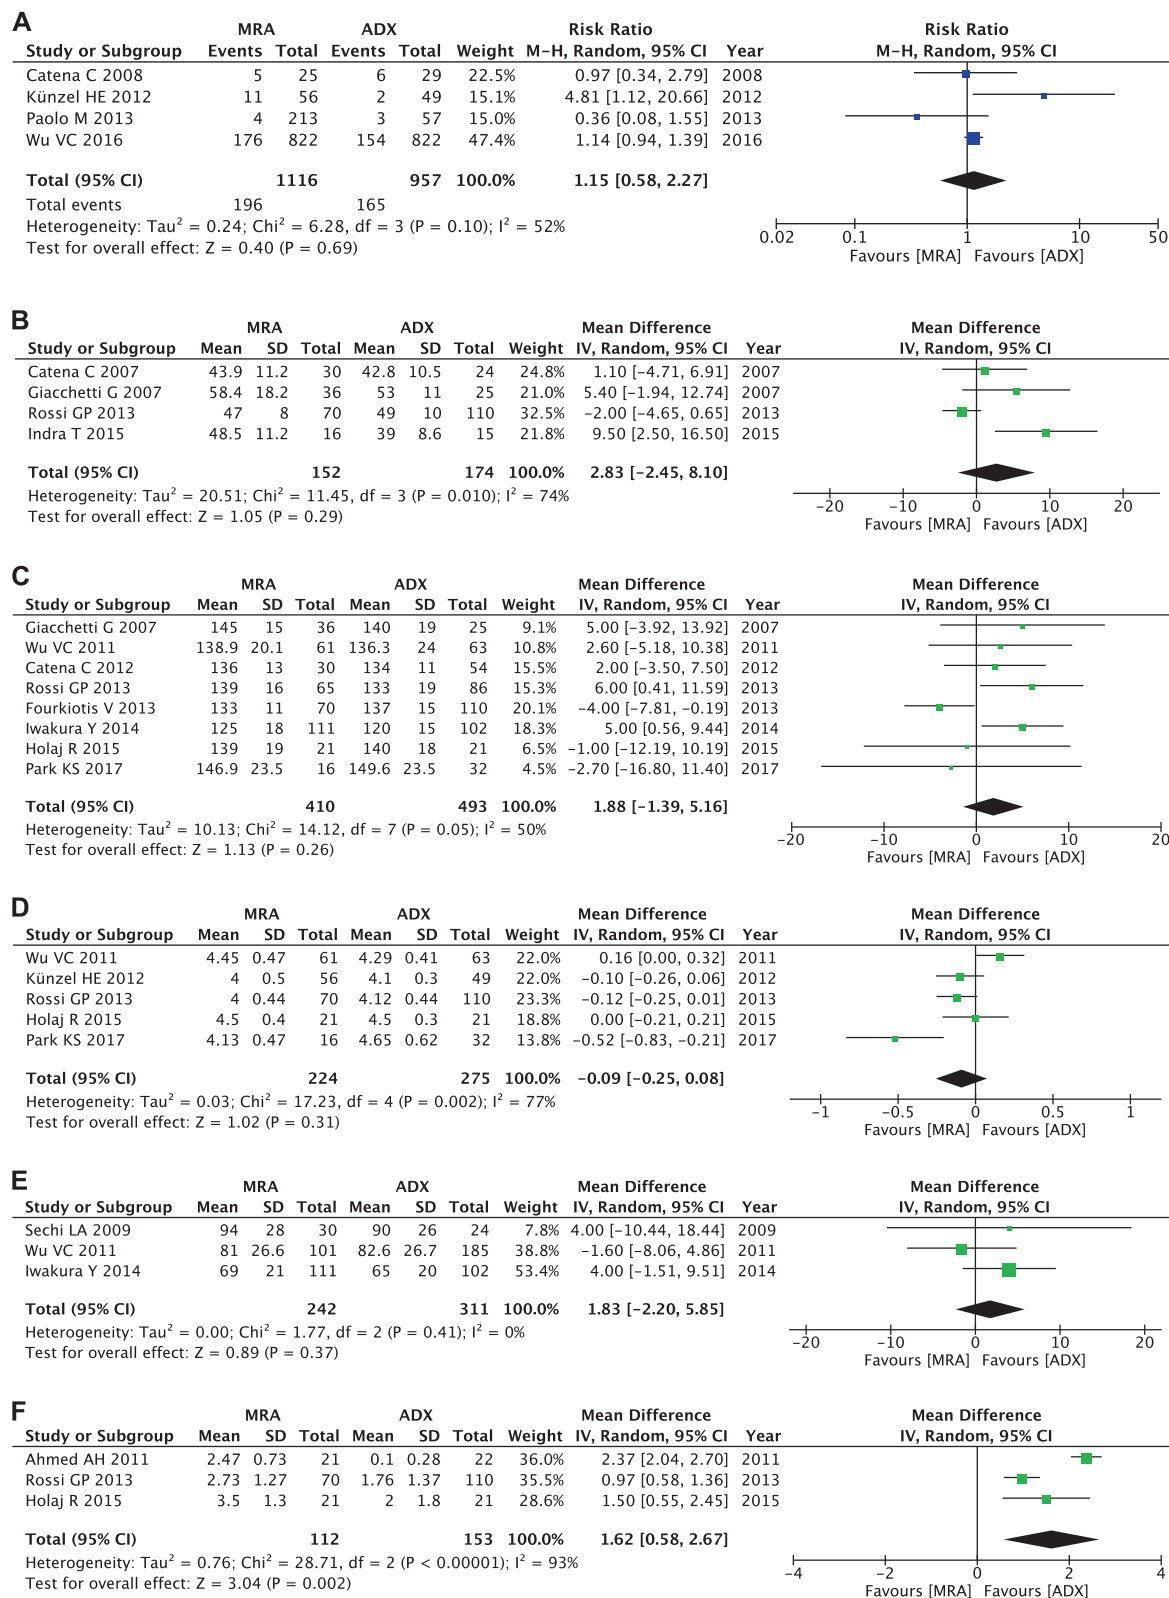 A
MRA ADX Risk Ratio Risk Ratio
Study or Subgroup Events Total Events Total Weight M-H, Random, 95% CI Year M-H, Random, 95% CI
Catena C 2008 5 25 6 29 22.5% 0.97 [0.34, 2.79] 2008
Künzel HE 2012 11 56 2 49 15.1% 4.81 [1.12, 20.66] 2012
Paolo M 2013 4 213 3 57 15.0% 0.36 [0.08, 1.55] 2013
Wu VC 2016 176 822 154 822 47.4% 1.14 [0.94, 1.39] 2016
Total (95% CI) 1116 957 100.0% 1.15 [0.58, 2.27]
Total events 196 165
Heterogeneity: Tau² = 0.24; Chi² = 6.28, df = 3 (P = 0.10); I² = 52%
Test for overall effect: Z = 0.40 (P = 0.69)
0.02 0.1 1 10 50
Favours [MRA] Favours [ADX]
B
MRA ADX Mean Difference Mean Difference
Study or Subgroup Mean SD Total Mean SD Total Weight IV, Random, 95% CI Year IV, Random, 95% CI
Catena C 2007 43.9 11.2 30 42.8 10.5 24 24.8% 1.10 [−4.71, 6.91] 2007
Giacchetti G 2007 58.4 18.2 36 53 11 25 21.0% 5.40 [−1.94, 12.74] 2007
Rossi GP 2013 47 8 70 49 10 110 32.5% −2.00 [−4.65, 0.65] 2013
Indra T 2015 48.5 11.2 16 39 8.6 15 21.8% 9.50 [2.50, 16.50] 2015
Total (95% CI) 152 174 100.0% 2.83 [−2.45, 8.10]
Heterogeneity: Tau² = 20.51; Chi² = 11.45, df = 3 (P = 0.010); I² = 74%
Test for overall effect: Z = 1.05 (P = 0.29)
−20 −10 0 10 20
Favours [MRA] Favours [ADX]
C
MRA ADX Mean Difference Mean Difference
Study or Subgroup Mean SD Total Mean SD Total Weight IV, Random, 95% CI Year IV, Random, 95% CI
Giacchetti G 2007 145 15 36 140 19 25 9.1% 5.00 [−3.92, 13.92] 2007
Wu VC 2011 138.9 20.1 61 136.3 24 63 10.8% 2.60 [−5.18, 10.38] 2011
Catena C 2012 136 13 30 134 11 54 15.5% 2.00 [−3.50, 7.50] 2012
Rossi GP 2013 139 16 65 133 19 86 15.3% 6.00 [0.41, 11.59] 2013
Fourkiotis V 2013 133 11 70 137 15 110 20.1% −4.00 [−7.81, −0.19] 2013
Iwakura Y 2014 125 18 111 120 15 102 18.3% 5.00 [0.56, 9.44] 2014
Holaj R 2015 139 19 21 140 18 21 6.5% −1.00 [−12.19, 10.19] 2015
Park KS 2017 146.9 23.5 16 149.6 23.5 32 4.5% −2.70 [−16.80, 11.40] 2017
Total (95% CI) 410 493 100.0% 1.88 [−1.39, 5.16]
Heterogeneity: Tau² = 10.13; Chi² = 14.12, df = 7 (P = 0.05); I² = 50%
Test for overall effect: Z = 1.13 (P = 0.26)
−20 −10 0 10 20
Favours [MRA] Favours [ADX]
D
MRA ADX Mean Difference Mean Difference
Study or Subgroup Mean SD Total Mean SD Total Weight IV, Random, 95% CI Year IV, Random, 95% CI
Wu VC 2011 4.45 0.47 61 4.29 0.41 63 22.0% 0.16 [0.00, 0.32] 2011
Künzel HE 2012 4 0.5 56 4.1 0.3 49 22.0% −0.10 [−0.26, 0.06] 2012
Rossi GP 2013 4 0.44 70 4.12 0.44 110 23.3% −0.12 [−0.25, 0.01] 2013
Holaj R 2015 4.5 0.4 21 4.5 0.3 21 18.8% 0.00 [−0.21, 0.21] 2015
Park KS 2017 4.13 0.47 16 4.65 0.62 32 13.8% −0.52 [−0.83, −0.21] 2017
Total (95% CI) 224 275 100.0% −0.09 [−0.25, 0.08]
Heterogeneity: Tau² = 0.03; Chi² = 17.23, df = 4 (P = 0.002); I² = 77%
Test for overall effect: Z = 1.02 (P = 0.31)
−1 −0.5 0 0.5 1
Favours [MRA] Favours [ADX]
E
MRA ADX Mean Difference Mean Difference
Study or Subgroup Mean SD Total Mean SD Total Weight IV, Random, 95% CI Year IV, Random, 95% CI
Sechi LA 2009 94 28 30 90 26 24 7.8% 4.00 [−10.44, 18.44] 2009
Wu VC 2011 81 26.6 101 82.6 26.7 185 38.8% −1.60 [−8.06, 4.86] 2011
Iwakura Y 2014 69 21 111 65 20 102 53.4% 4.00 [−1.51, 9.51] 2014
Total (95% CI) 242 311 100.0% 1.83 [−2.20, 5.85]
Heterogeneity: Tau² = 0.00; Chi² = 1.77, df = 2 (P = 0.41); I² = 0%
Test for overall effect: Z = 0.89 (P = 0.37)
−20 −10 0 10 20
Favours [MRA] Favours [ADX]
F
MRA ADX Mean Difference Mean Difference
Study or Subgroup Mean SD Total Mean SD Total Weight IV, Random, 95% CI Year IV, Random, 95% CI
Ahmed AH 2011 2.47 0.73 21 0.1 0.28 22 36.0% 2.37 [2.04, 2.70] 2011
Rossi GP 2013 2.73 1.27 70 1.76 1.37 110 35.5% 0.97 [0.58, 1.36] 2013
Holaj R 2015 3.5 1.3 21 2 1.8 21 28.6% 1.50 [0.55, 2.45] 2015
Total (95% CI) 112 153 100.0% 1.62 [0.58, 2.67]
Heterogeneity: Tau² = 0.76; Chi² = 28.71, df = 2 (P < 0.00001); I² = 93%
Test for overall effect: Z = 3.04 (P = 0.002)
−4 −2 0 2 4
Favours [MRA] Favours [ADX]